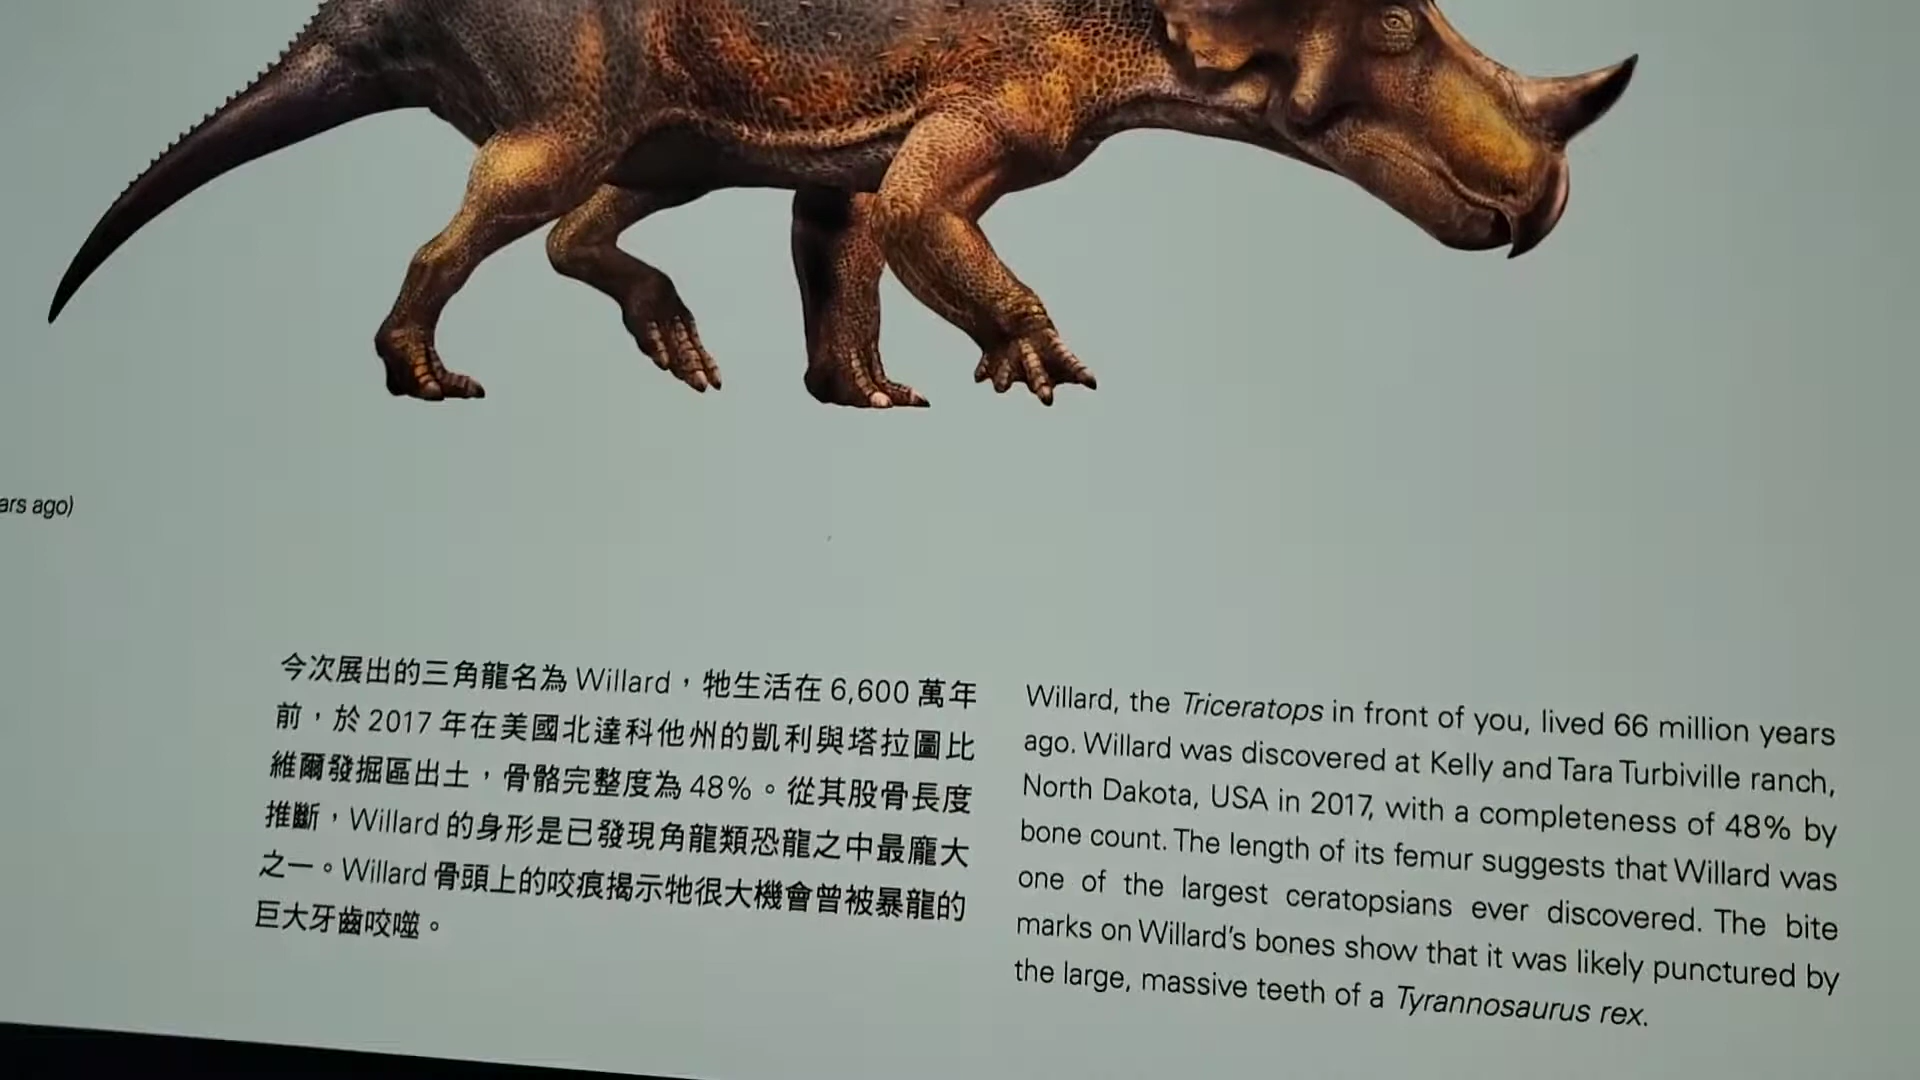 ars ago)
今次展出的三角龍名為 Willard，牠生活在 6,600 萬年
前，於 2017 年在美國北達科他州的凱利與塔拉圖比
維爾發掘區出土，骨骼完整度為 48%。從其股骨長度
推斷，Willard 的身形是已發現角龍類恐龍之中最龐大
之一。Willard 骨頭上的咬痕揭示牠很大機會曾被暴龍的
巨大牙齒咬噬。
Willard, the Triceratops in front of you, lived 66 million years
ago. Willard was discovered at Kelly and Tara Turbiville ranch,
North Dakota, USA in 2017, with a completeness of 48% by
bone count. The length of its femur suggests that Willard was
one of the largest ceratopsians ever discovered. The bite
marks on Willard's bones show that it was likely punctured by
the large, massive teeth of a Tyrannosaurus rex.